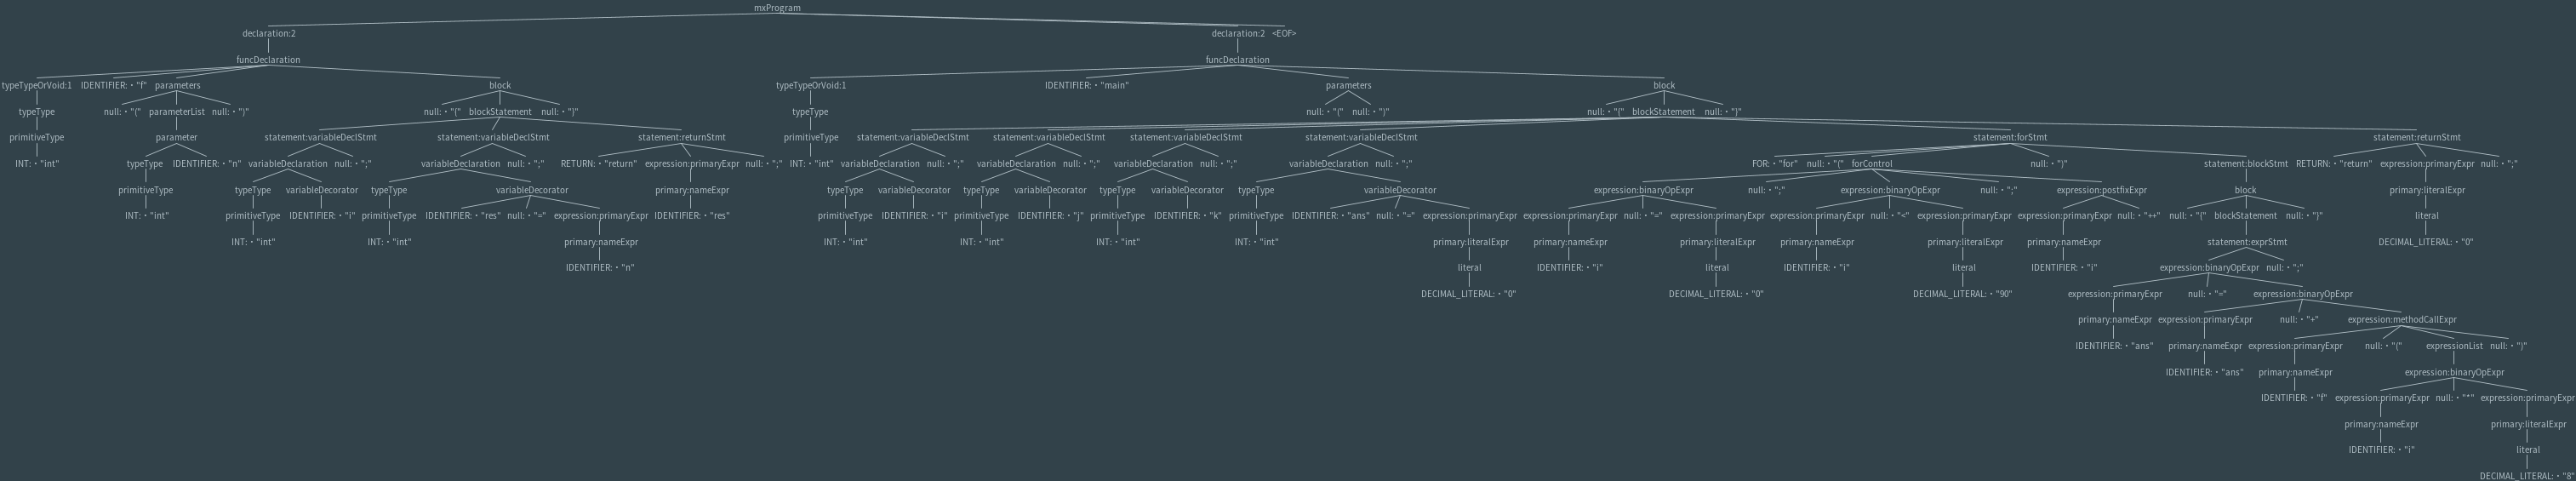 mxProgram
declaration:2 declaration:2 <EOF>
funcDeclaration funcDeclaration
typeTypeOrVoid:1 IDENTIFIER:·"f" parameters block typeTypeOrVoid:1 IDENTIFIER:·"main" parameters block
typeType null:·"(" parameterList null:·")" null:·"{" blockStatement null:·"}" typeType null:·"(" null:·")" null:·"{" blockStatement null:·"}"
primitiveType parameter statement:variableDeclStmt statement:variableDeclStmt statement:returnStmt primitiveType statement:variableDeclStmt statement:variableDeclStmt statement:variableDeclStmt statement:variableDeclStmt statement:forStmt statement:returnStmt
INT:·"int" typeType IDENTIFIER:·"n" variableDeclaration null:·";" variableDeclaration null:·";" RETURN:·"return" expression:primaryExpr null:·";" INT:·"int" variableDeclaration null:·";" variableDeclaration null:·";" variableDeclaration null:·";" variableDeclaration null:·";" FOR:·"for" null:·"(" forControl null:·")" statement:blockStmt RETURN:·"return" expression:primaryExpr null:·";"
primitiveType typeType variableDecorator typeType variableDecorator primary:nameExpr typeType variableDecorator typeType variableDecorator typeType variableDecorator typeType variableDecorator expression:binaryOpExpr null:·";" expression:binaryOpExpr null:·";" expression:postfixExpr block primary:literalExpr
INT:·"int" primitiveType IDENTIFIER:·"i" primitiveType IDENTIFIER:·"res" null:·"=" expression:primaryExpr IDENTIFIER:·"res" primitiveType IDENTIFIER:·"i" primitiveType IDENTIFIER:·"j" primitiveType IDENTIFIER:·"k" primitiveType IDENTIFIER:·"ans" null:·"=" expression:primaryExpr expression:primaryExpr null:·"=" expression:primaryExpr expression:primaryExpr null:·"<" expression:primaryExpr expression:primaryExpr null:·"++" null:·"{" blockStatement null:·"}" literal
INT:·"int" INT:·"int" primary:nameExpr INT:·"int" INT:·"int" INT:·"int" INT:·"int" primary:literalExpr primary:nameExpr primary:literalExpr primary:nameExpr primary:literalExpr primary:nameExpr statement:exprStmt DECIMAL_LITERAL:·"0"
IDENTIFIER:·"n" literal IDENTIFIER:·"i" literal IDENTIFIER:·"i" literal IDENTIFIER:·"i" expression:binaryOpExpr null:·";"
DECIMAL_LITERAL:·"0" DECIMAL_LITERAL:·"0" DECIMAL_LITERAL:·"90" expression:primaryExpr null:·"=" expression:binaryOpExpr
primary:nameExpr expression:primaryExpr null:·"+" expression:methodCallExpr
IDENTIFIER:·"ans" primary:nameExpr expression:primaryExpr null:·"(" expressionList null:·")"
IDENTIFIER:·"ans" primary:nameExpr expression:binaryOpExpr
IDENTIFIER:·"f" expression:primaryExpr null:·"*" expression:primaryExpr
primary:nameExpr primary:literalExpr
IDENTIFIER:·"i" literal
DECIMAL_LITERAL:·"8"